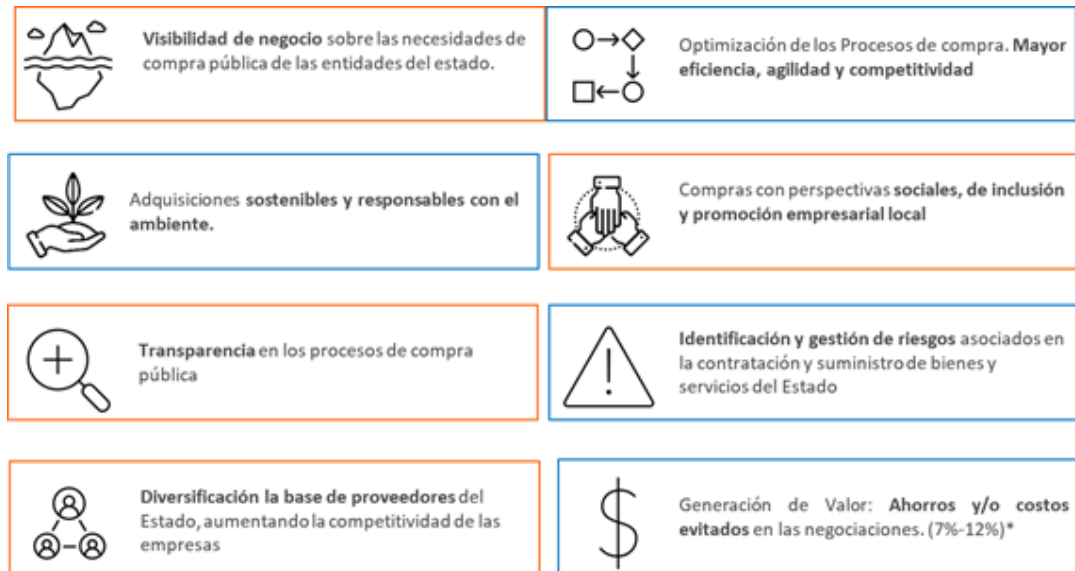 Visibilidad de negocio sobre las necesidades de
compra pública de las entidades del estado.
Optimización de los Procesos de compra. Mayor
eficiencia, agilidad y competitividad
Adquisiciones sostenibles y responsables con el
ambiente.
Compras con perspectivas sociales, de inclusión
y promoción empresarial local
Transparencia en los procesos de compra
pública
Identificación y gestión de riesgos asociados en
la contratación y suministro de bienes y
servicios del Estado
Diversificación la base de proveedores del
Estado, aumentando la competitividad de las
empresas
Generación de Valor: Ahorros y/o costos
evitados en las negociaciones. (7%-12%)*